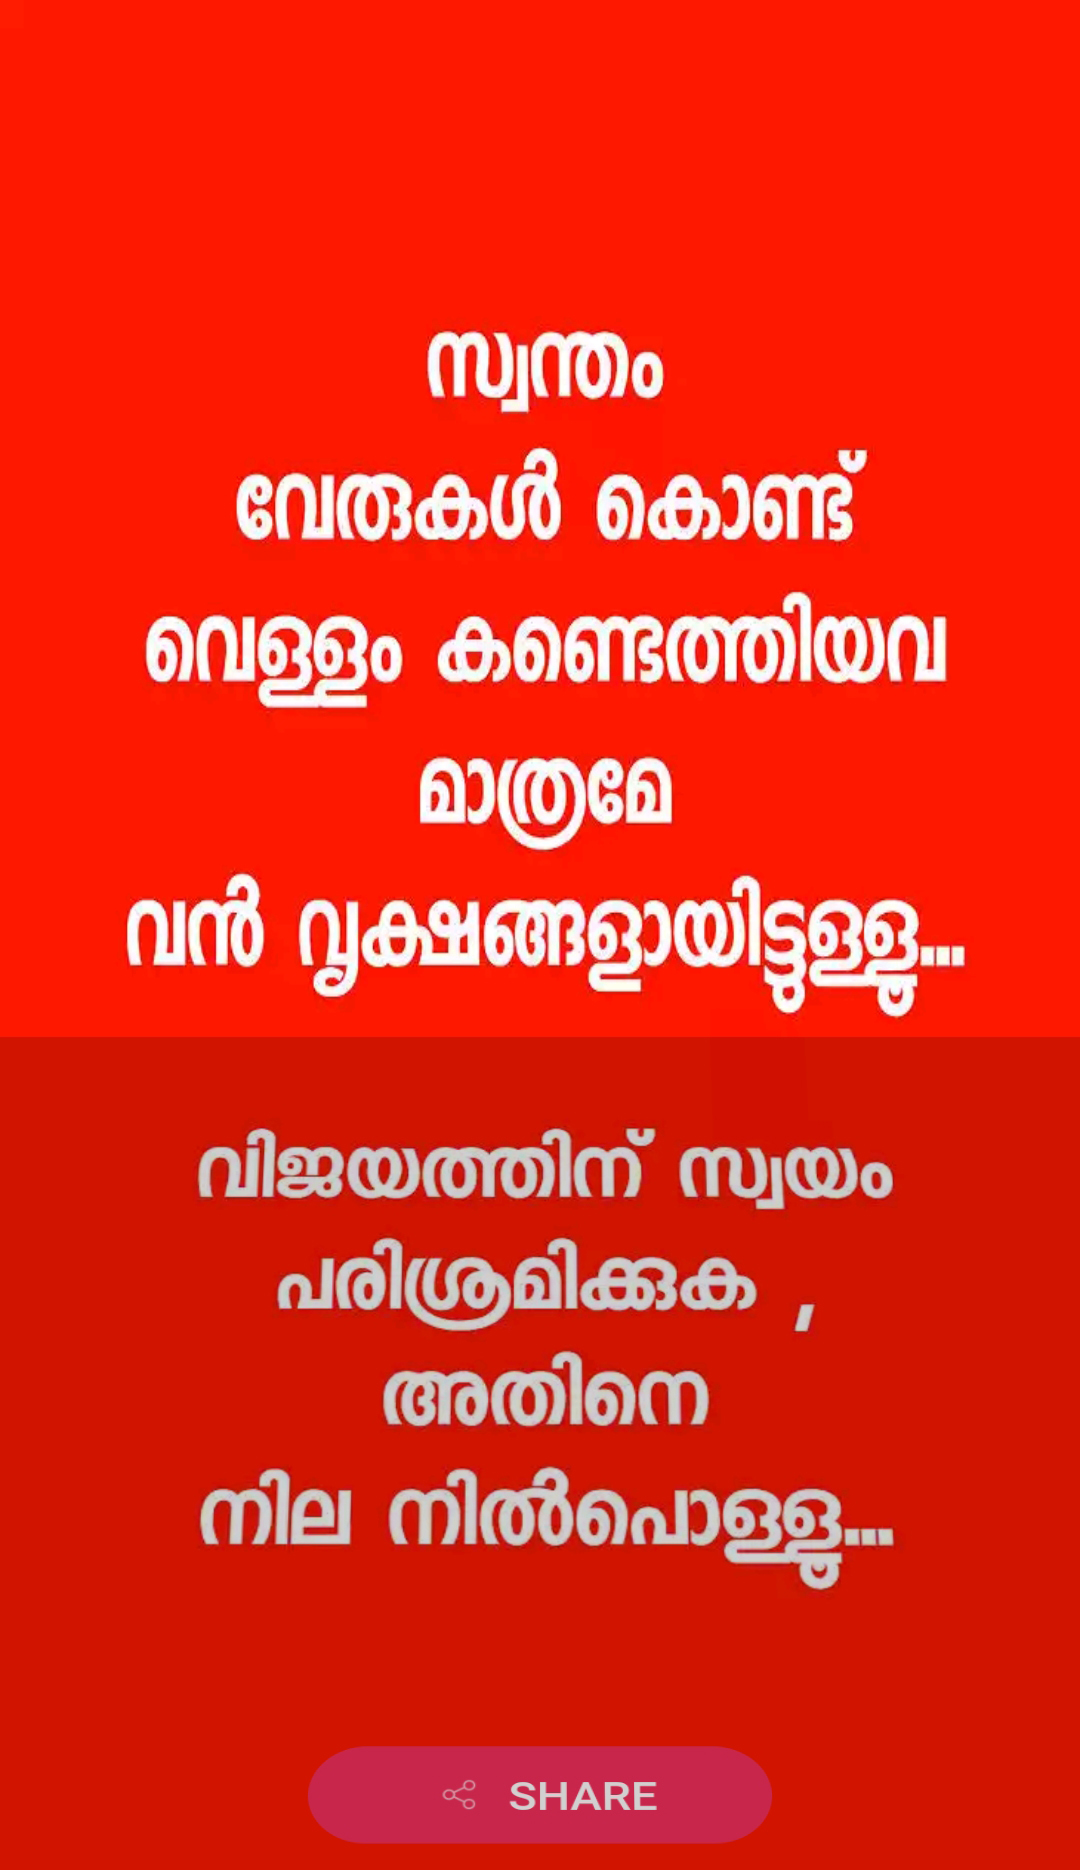 സ്വന്തം
വേരുകൾ കൊണ്ട്
വെള്ളം കണ്ടെത്തിയവ
മാത്രമേ
വൻ വൃക്ഷങ്ങളായിട്ടുള്ളൂ...
വിജയത്തിന് സ്വയം
പരിശ്രമിക്കുക ,
അതിനെ
നില നിൽപൊള്ളൂ...
SHARE